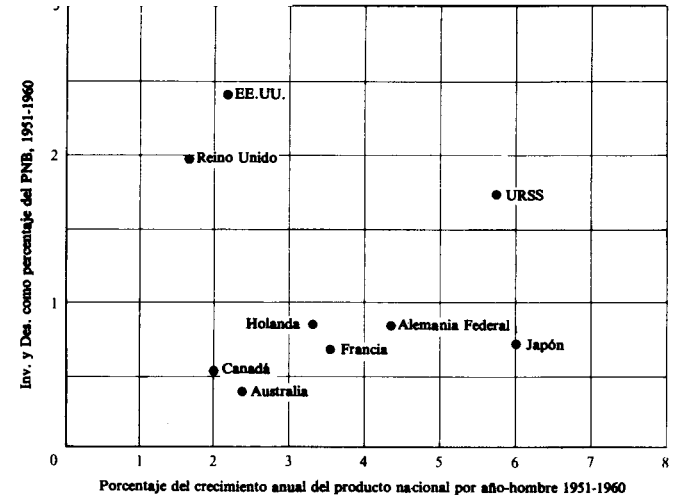 3
Inv. y Des. como porcentaje del PNB, 1951-1960
EE.UU.
2
Reino Unido
URSS
1
Holanda
Alemania Federal
Francia
Japón
Canadá
Australia
0
0 1 2 3 4 5 6 7 8
Porcentaje del crecimiento anual del producto nacional por año-hombre 1951-1960